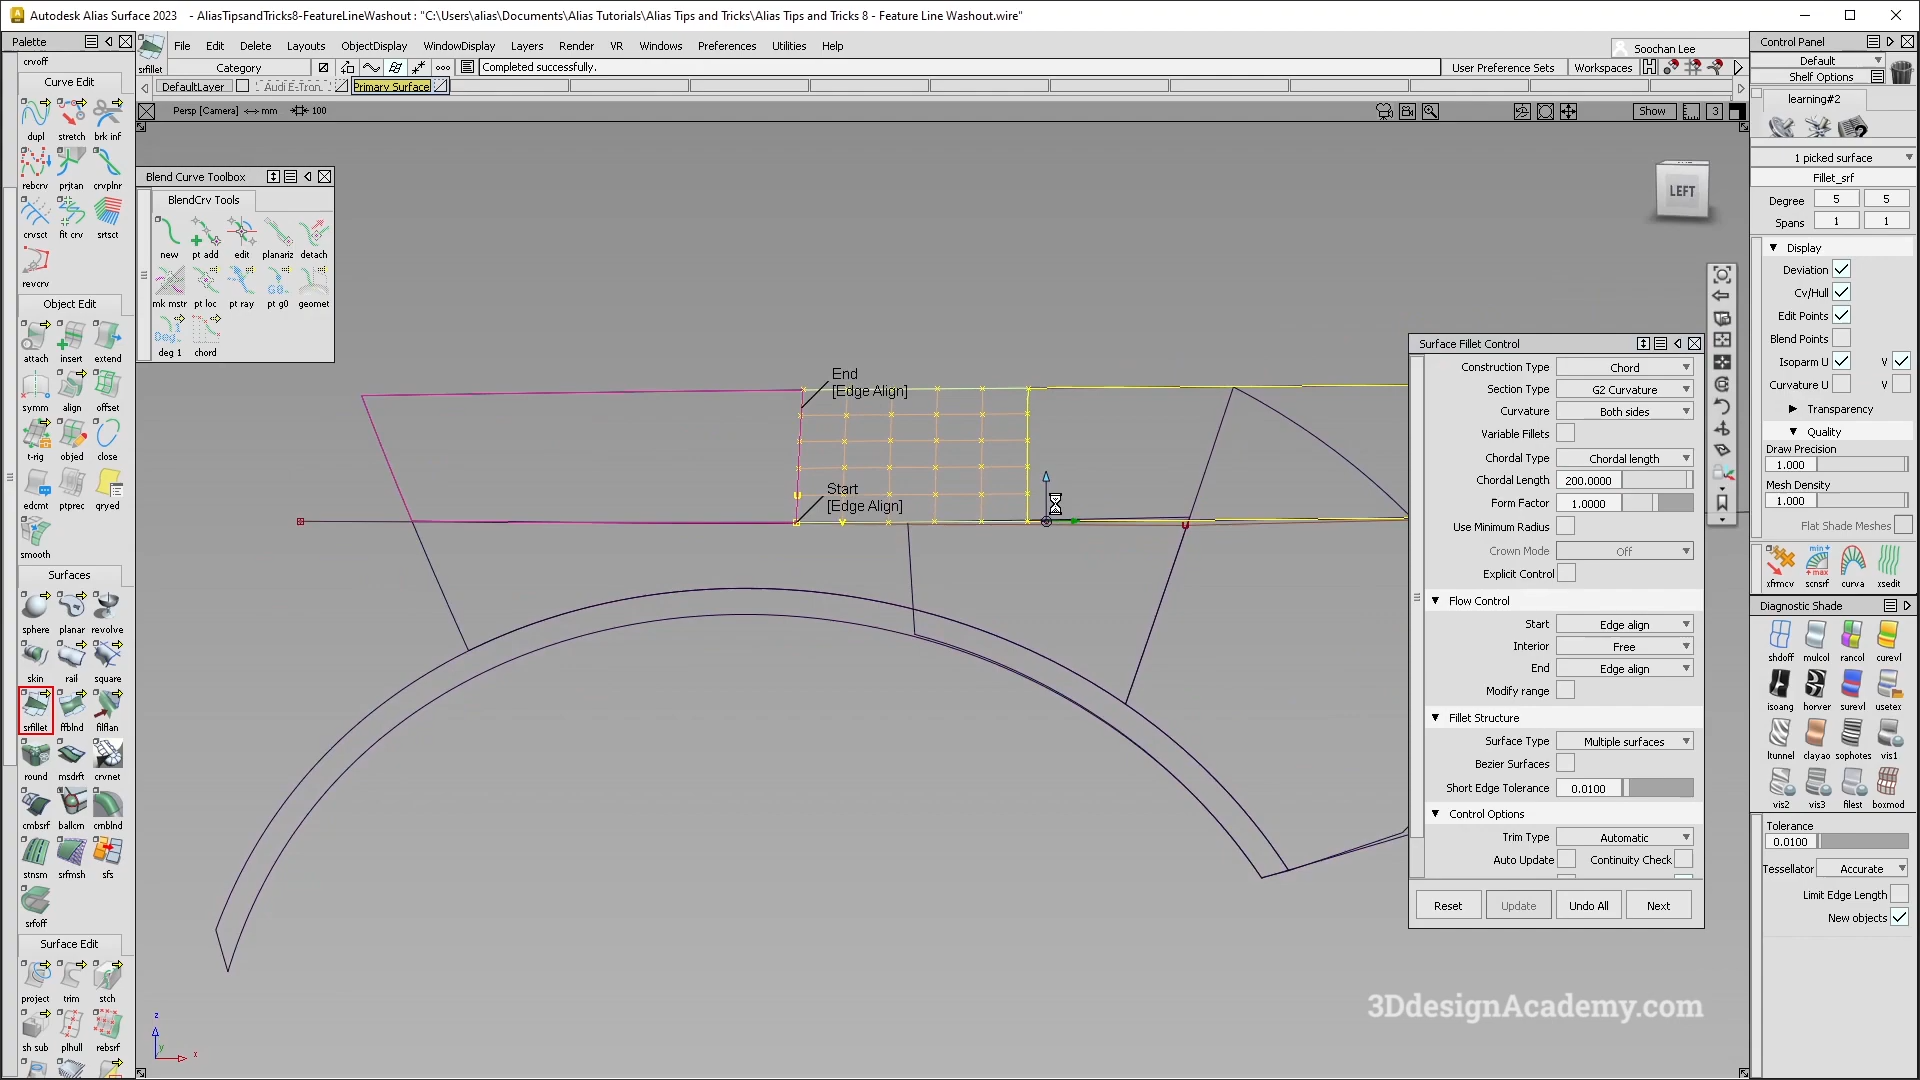 Autodesk Alias Surface 2023 - AliasTipsandTricks8-FeatureLineWashout : "C:\Users\alias\Documents\Alias Tutorials\Alias Tips and Tricks\Alias Tips and Tricks 8 - Feature Line Washout.wire"
Palette
File Edit Delete Layouts ObjectDisplay WindowDisplay Layers Render VR Windows Preferences Utilities Help
Soochan Lee
srfillet Category Completed successfully. User Preference Sets Workspaces
DefaultLayer Audi E-Tran. Primary Surface
Persp [Camera] mm 100 Show 3
crvoff
Curve Edit
dupl stretch brk inf
rebcrv prjtan crvplnr
crvsct fit crv srtsct
revcrv
Object Edit
attach insert extend
symm align offset
t-rig objed close
edcmt ptprec qryed
smooth
Surfaces
sphere planar revolve
skin rail square
srfillet ffblnd filflan
round msdrft crvnet
cmbsrf ballcrn cmblnd
stnsm srfmsh sfs
srfoff
Surface Edit
project trim stch
sh sub plhull rebsrf
Blend Curve Toolbox
BlendCrv Tools
new pt add edit planariz detach
mk mstr pt loc pt ray pt g0 geomet
deg 1 chord
End
[Edge Align]
Start
[Edge Align]
LEFT
z
y
x
Surface Fillet Control
Construction Type Chord
Section Type G2 Curvature
Curvature Both sides
Variable Fillets
Chordal Type Chordal length
Chordal Length 200.0000
Form Factor 1.0000
Use Minimum Radius
Crown Mode Off
Explicit Control
Flow Control
Start Edge align
Interior Free
End Edge align
Modify range
Fillet Structure
Surface Type Multiple surfaces
Bezier Surfaces
Short Edge Tolerance 0.0100
Control Options
Trim Type Automatic
Auto Update Continuity Check
Reset Update Undo All Next
3DdesignAcademy.com
Control Panel
Default
Shelf Options
learning#2
1 picked surface
Fillet_srf
Degree 5 5
Spans 1 1
Display
Deviation
Cv/Hull
Edit Points
Blend Points
Isoparm U V
Curvature U V
Transparency
Quality
Draw Precision
1.000
Mesh Density
1.000
Flat Shade Meshes
xfrmcv scnsrf curva xsedit
Diagnostic Shade
shdoff mulcol rancol curevl
isoang horver surevl usetex
ltunnel clayao sophotes vis1
vis2 vis3 filest boxmod
Tolerance
0.0100
Tessellator Accurate
Limit Edge Length
New objects